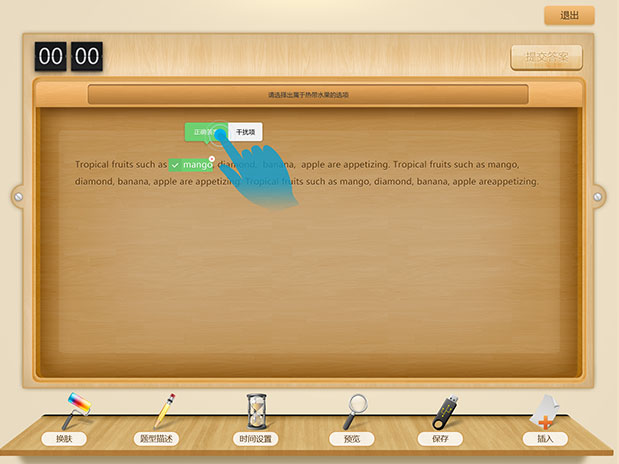 退出
00 00
提交答案
请选择出属于热带水果的选项
正确答 干扰项
Tropical fruits such as mango, diamond, banana, apple are appetizing. Tropical fruits such as mango,
diamond, banana, apple are appetizing. Tropical fruits such as mango, diamond, banana, apple areappetizing.
换肤 题型描述 时间设置 预览 保存 插入